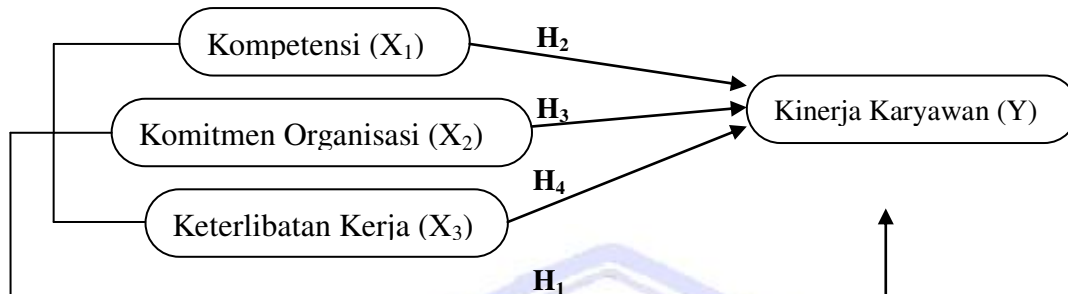 Kompetensi (X₁)
H₂
Kinerja Karyawan (Y)
H₃
Komitmen Organisasi (X₂)
H₄
Keterlibatan Kerja (X₃)
H₁